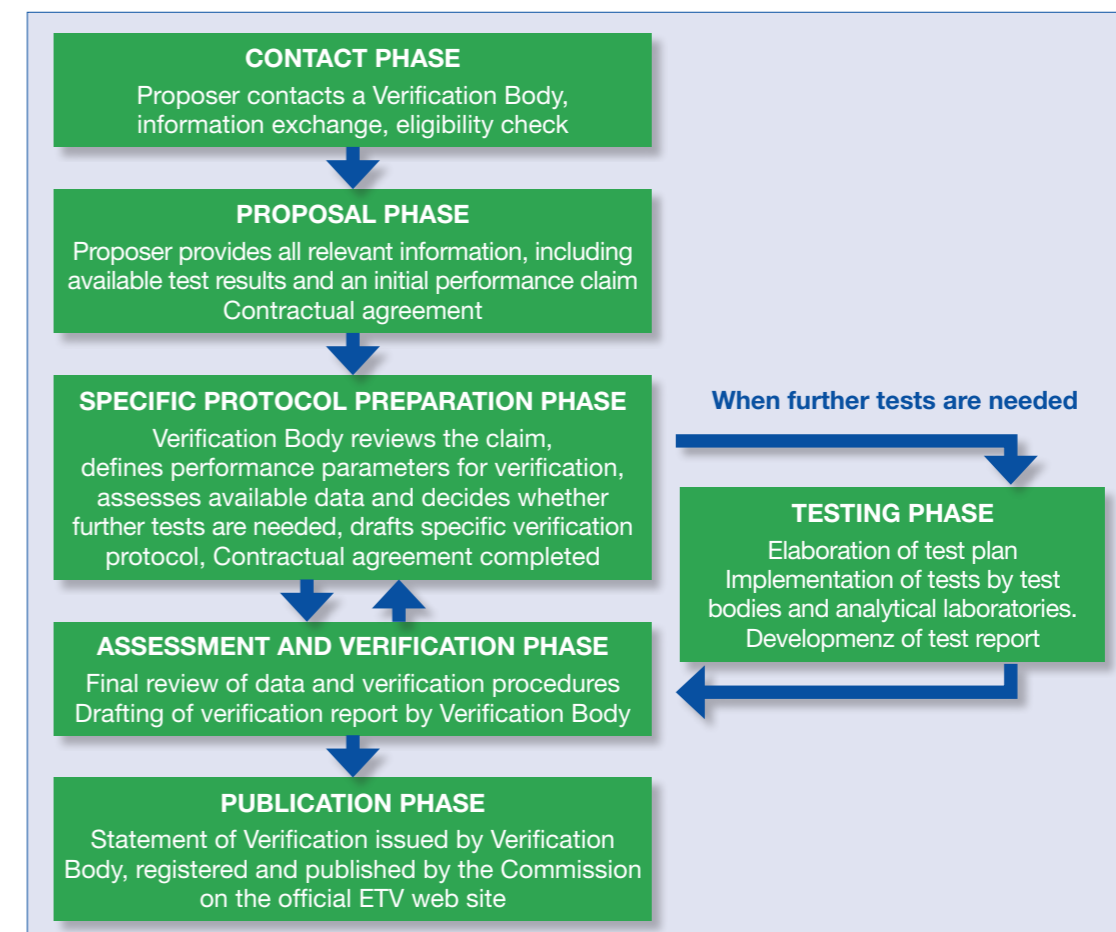 CONTACT PHASE
Proposer contacts a Verification Body,
information exchange, eligibility check
PROPOSAL PHASE
Proposer provides all relevant information, including
available test results and an initial performance claim
Contractual agreement
SPECIFIC PROTOCOL PREPARATION PHASE
Verification Body reviews the claim,
defines performance parameters for verification,
assesses available data and decides whether
further tests are needed, drafts specific verification
protocol, Contractual agreement completed
When further tests are needed
TESTING PHASE
Elaboration of test plan
Implementation of tests by test
bodies and analytical laboratories.
Developmenz of test report
ASSESSMENT AND VERIFICATION PHASE
Final review of data and verification procedures
Drafting of verification report by Verification Body
PUBLICATION PHASE
Statement of Verification issued by Verification
Body, registered and published by the Commission
on the official ETV web site